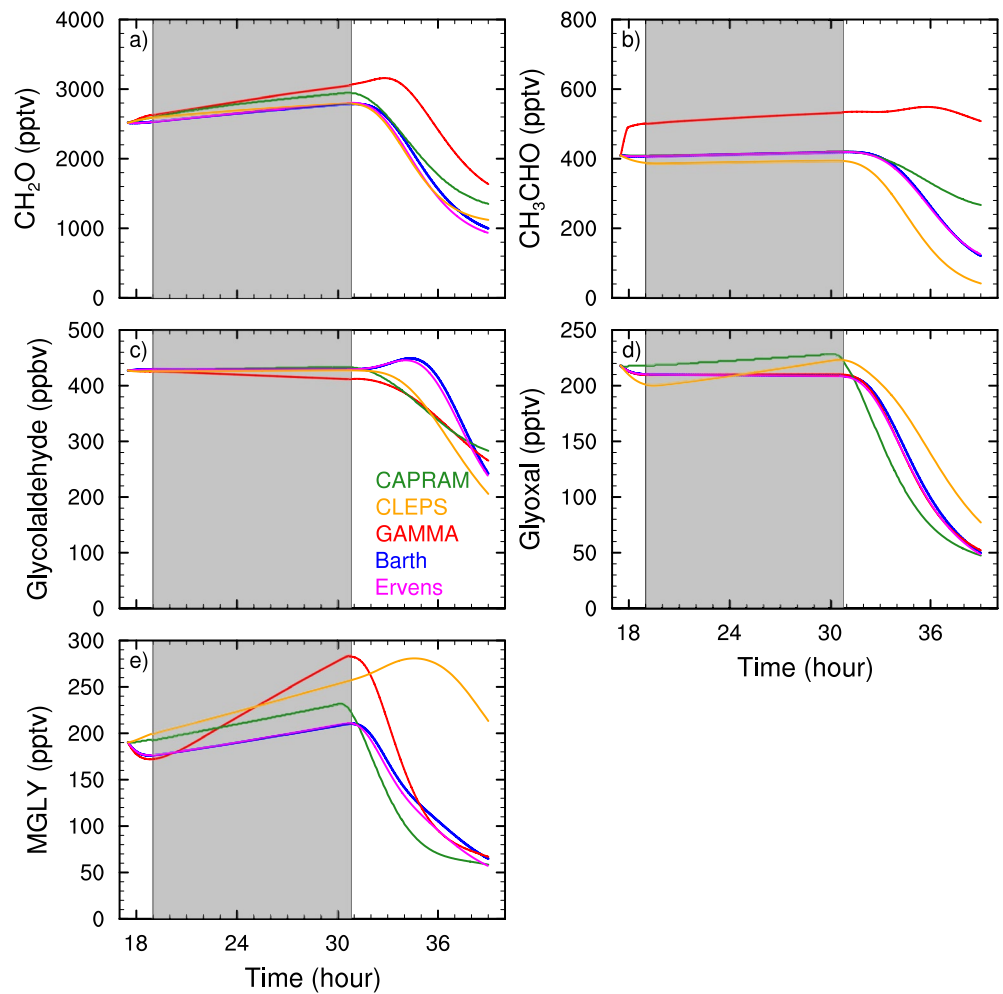 a)
4000
3000
2000
1000
0
CH₂O (pptv)
b)
800
600
400
200
0
CH₃CHO (pptv)
c)
500
400
300
200
100
0
Glycolaldehyde (ppbv)
CAPRAM
CLEPS
GAMMA
Barth
Ervens
d)
250
200
150
100
50
0
Glyoxal (pptv)
18 24 30 36
Time (hour)
e)
300
250
200
150
100
50
0
MGLY (pptv)
18 24 30 36
Time (hour)